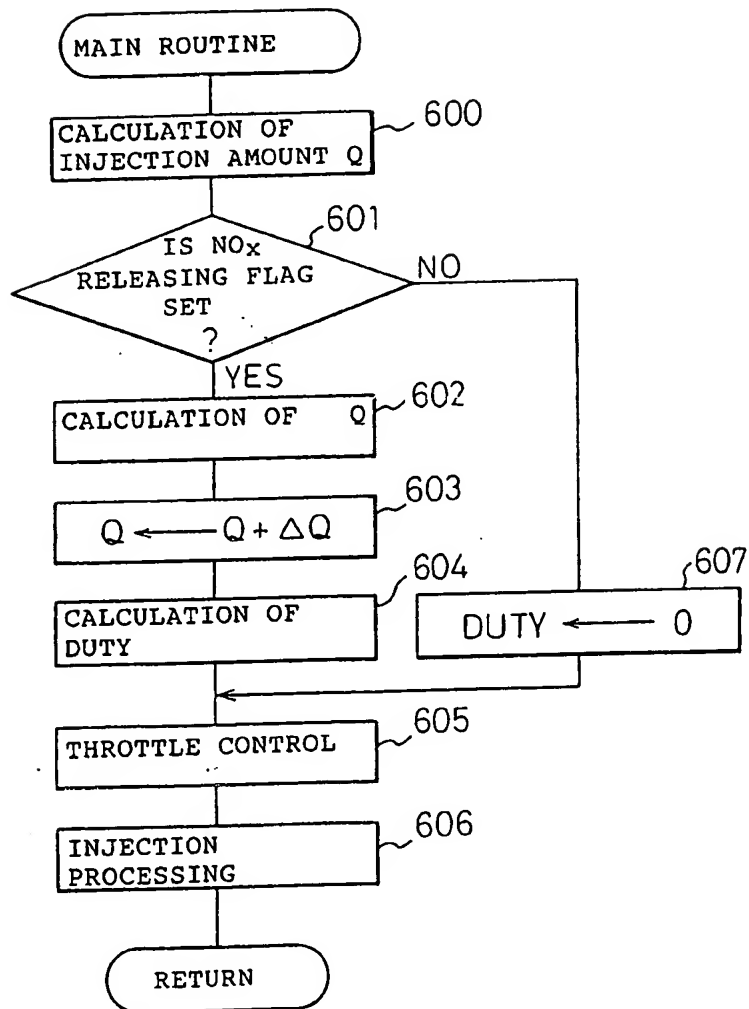 MAIN ROUTINE
CALCULATION OF
INJECTION AMOUNT Q
600
601
IS NOx
RELEASING FLAG
SET
?
NO
YES
CALCULATION OF Q
602
Q ← Q + ΔQ
603
CALCULATION OF
DUTY
604
DUTY ← 0
607
THROTTLE CONTROL
605
INJECTION
PROCESSING
606
RETURN